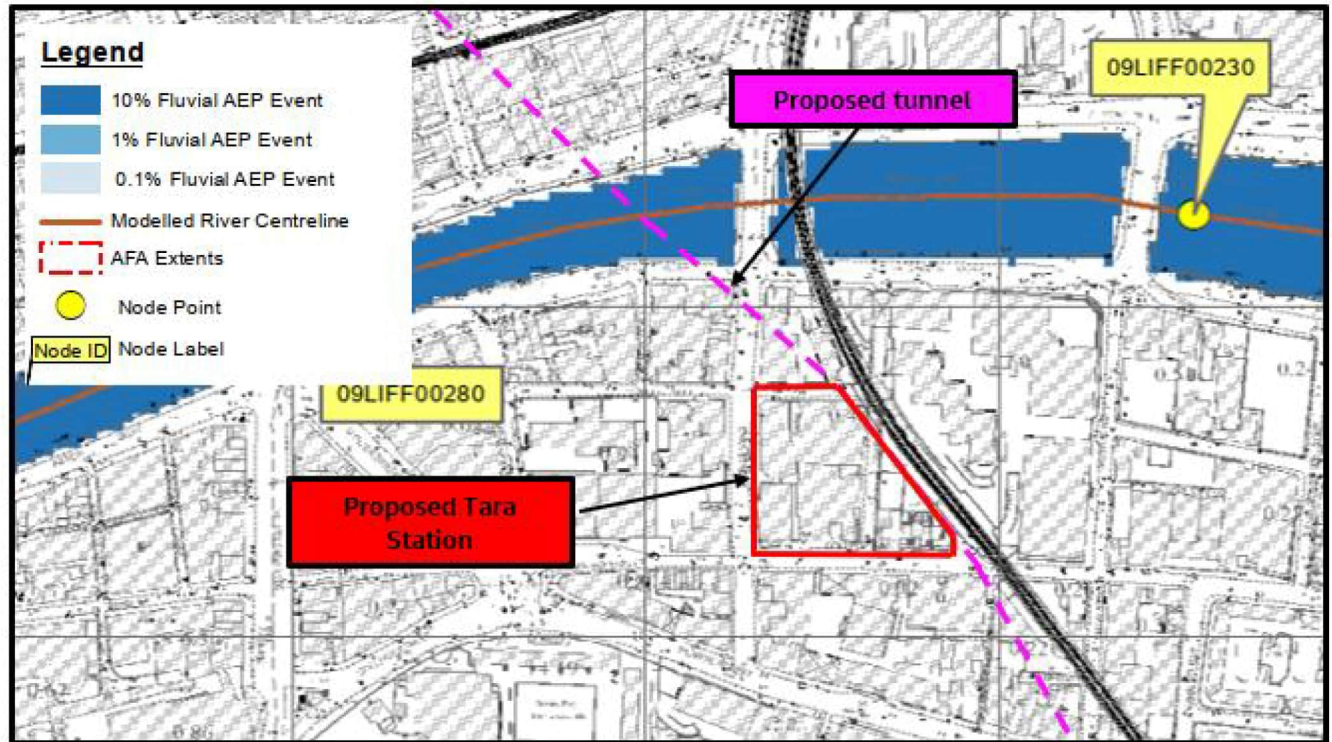 Legend
10% Fluvial AEP Event
1% Fluvial AEP Event
0.1% Fluvial AEP Event
Modelled River Centreline
AFA Extents
Node Point
Node ID Node Label
Proposed tunnel
09LIFF00230
09LIFF00280
Proposed Tara
Station